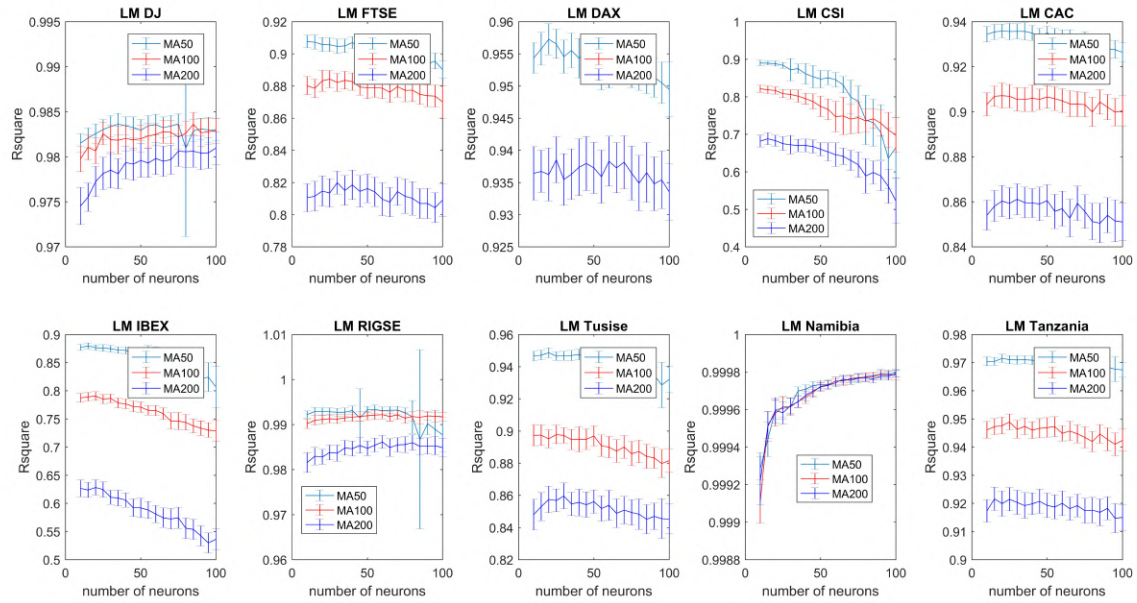 LM DJ
0.995
0.99
0.985
0.98
0.975
0.97
Rsquare
MA50
MA100
MA200
0 50 100
number of neurons
LM FTSE
0.92
0.9
0.88
0.86
0.84
0.82
0.8
0.78
Rsquare
MA50
MA100
MA200
0 50 100
number of neurons
LM DAX
0.96
0.955
0.95
0.945
0.94
0.935
0.93
0.925
Rsquare
MA50
MA100
MA200
0 50 100
number of neurons
LM CSI
1
0.9
0.8
0.7
0.6
0.5
0.4
Rsquare
MA50
MA100
MA200
0 50 100
number of neurons
LM CAC
0.94
0.92
0.9
0.88
0.86
0.84
Rsquare
MA50
MA100
MA200
0 50 100
number of neurons
LM IBEX
0.9
0.85
0.8
0.75
0.7
0.65
0.6
0.55
0.5
Rsquare
MA50
MA100
MA200
0 50 100
number of neurons
LM RIGSE
1.01
1
0.99
0.98
0.97
0.96
Rsquare
MA50
MA100
MA200
0 50 100
number of neurons
LM Tusise
0.96
0.94
0.92
0.9
0.88
0.86
0.84
0.82
Rsquare
MA50
MA100
MA200
0 50 100
number of neurons
LM Namibia
1
0.9998
0.9996
0.9994
0.9992
0.999
0.9988
Rsquare
MA50
MA100
MA200
0 50 100
number of neurons
LM Tanzania
0.98
0.97
0.96
0.95
0.94
0.93
0.92
0.91
0.9
Rsquare
MA50
MA100
MA200
0 50 100
number of neurons